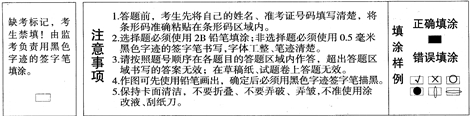 缺考标记，考
生禁填！由监
考负责用黑色
字迹的签字笔
填涂。
注意事项
1.答题前，考生先将自己的姓名、准考证号码填写清楚，将
条形码准确粘贴在条形码区域内。
2.选择题必须使用 2B 铅笔填涂；非选择题必须使用 0.5 毫米
黑色字迹的签字笔书写，字体工整、笔迹清楚。
3.请按照题号顺序在各题目的答题区域内作答，超出答题区
域书写的答案无效；在草稿纸、试题卷上答题无效。
4.作图可先使用铅笔画出，确定后必须用黑色字迹签字笔描黑。
5.保持卡面清洁，不要折叠、不要弄破、弄皱，不准使用涂
改液、刮纸刀。
填涂样例
正确填涂
错误填涂